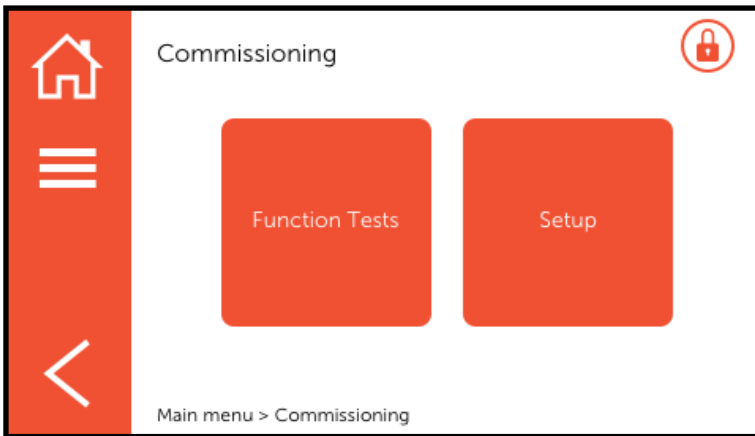 Commissioning
Function Tests
Setup
Main menu > Commissioning